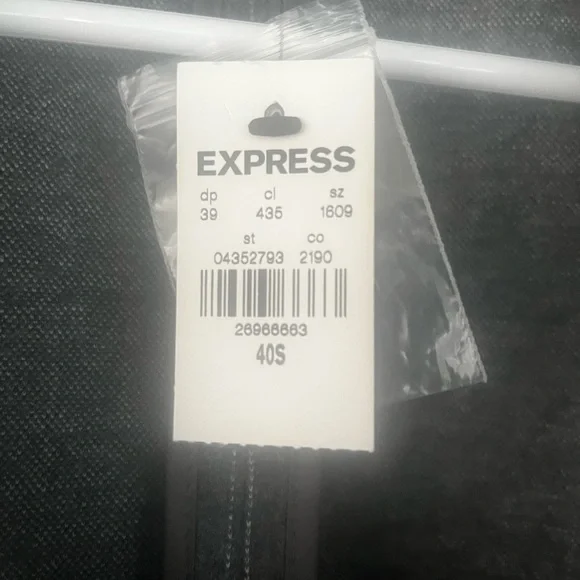 EXPRESS
dp cl sz
39 435 1609
st co
04352793 2190
26966663
40S